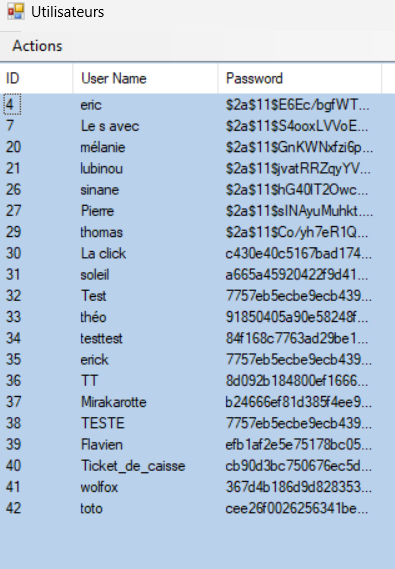 Utilisateurs
Actions
ID User Name Password
4 eric $2a$11$E6Ec/bgfWT...
7 Le s avec $2a$11$S4ooxLVVoE...
20 mélanie $2a$11$GnKWNxfzi6p...
21 lubinou $2a$11$jvatRRZqyYV...
26 sinane $2a$11$hG40IT2Owc...
27 Pierre $2a$11$sINAyuMuhkt....
29 thomas $2a$11$Co/yh7eR1Q...
30 La click c430e40c5167bad174...
31 soleil a665a45920422f9d41...
32 Test 7757eb5ecbe9ecb439...
33 théo 91850405a90e58248f...
34 testtest 84f168c7763ad29be1...
35 erick 7757eb5ecbe9ecb439...
36 TT 8d092b184800ef1666...
37 Mirakarotte b24666ef81d385f4ee9...
38 TESTE 7757eb5ecbe9ecb439...
39 Flavien efb1af2e5e75178bc05...
40 Ticket_de_caisse cb90d3bc750676ec5d...
41 wolfox 367d4b186d9d828353...
42 toto cee26f0026256341be...